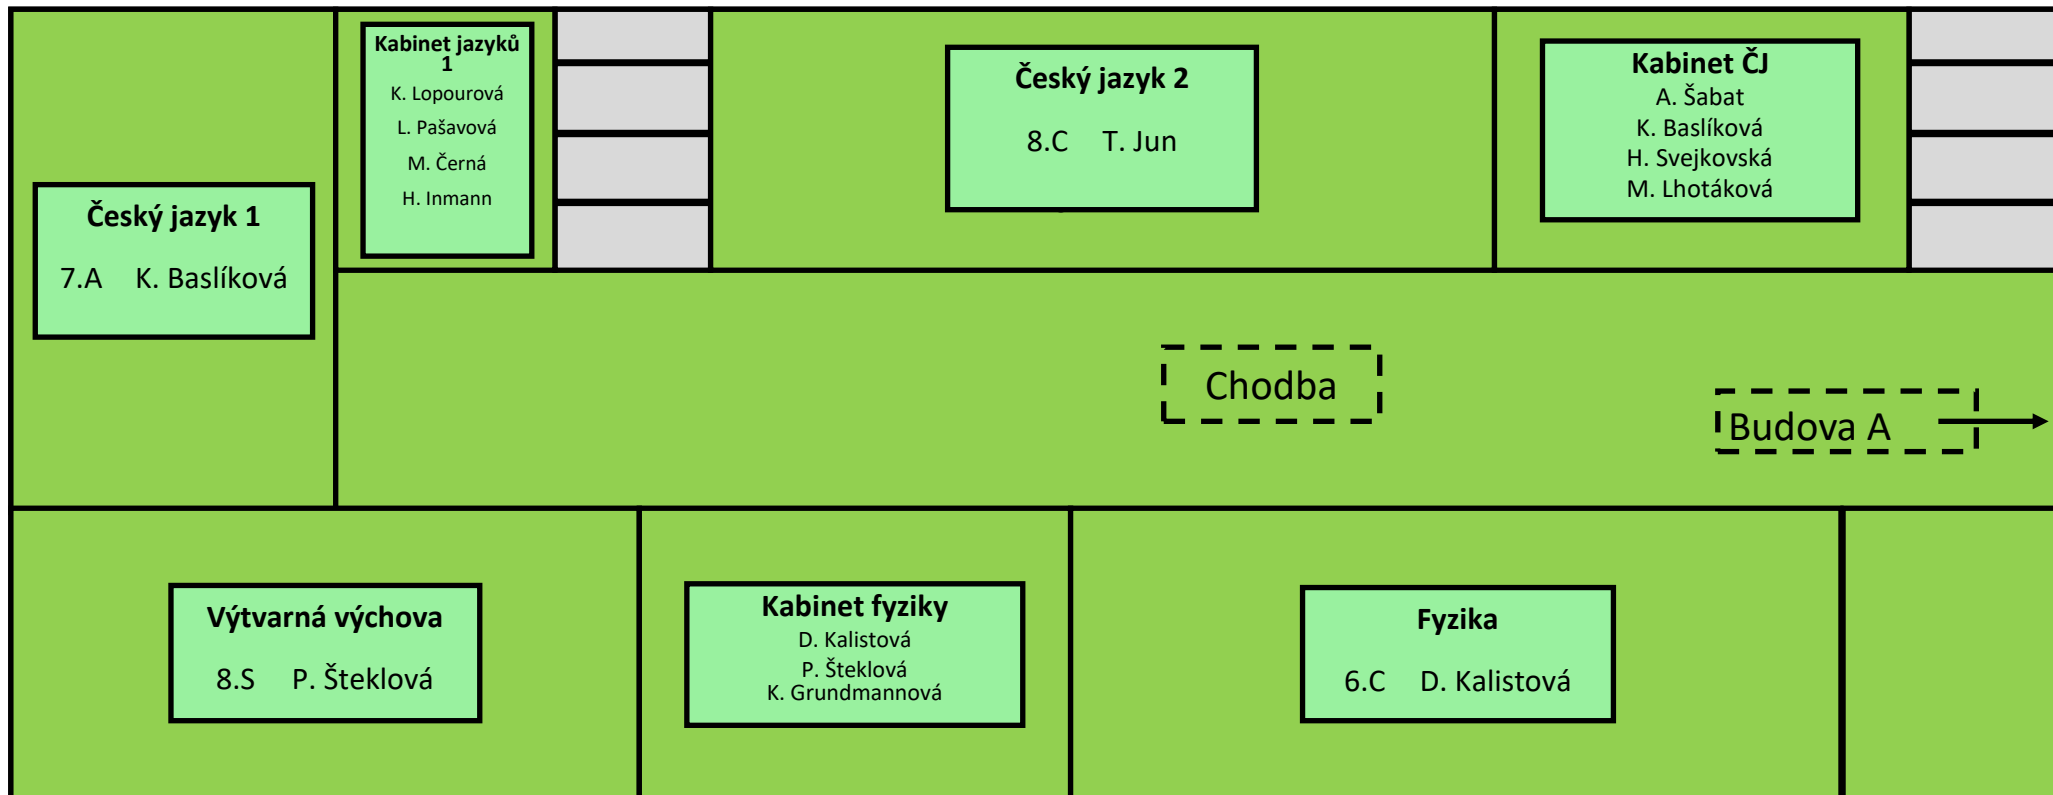 Kabinet jazyků
1
K. Lopourová
L. Pašavová
M. Černá
H. Inmann
Český jazyk 2
8.C T. Jun
Kabinet ČJ
A. Šabat
K. Baslíková
H. Svejkovská
M. Lhotáková
Český jazyk 1
7.A K. Baslíková
Chodba
Budova A
Výtvarná výchova
8.S P. Šteklová
Kabinet fyziky
D. Kalistová
P. Šteklová
K. Grundmannová
Fyzika
6.C D. Kalistová